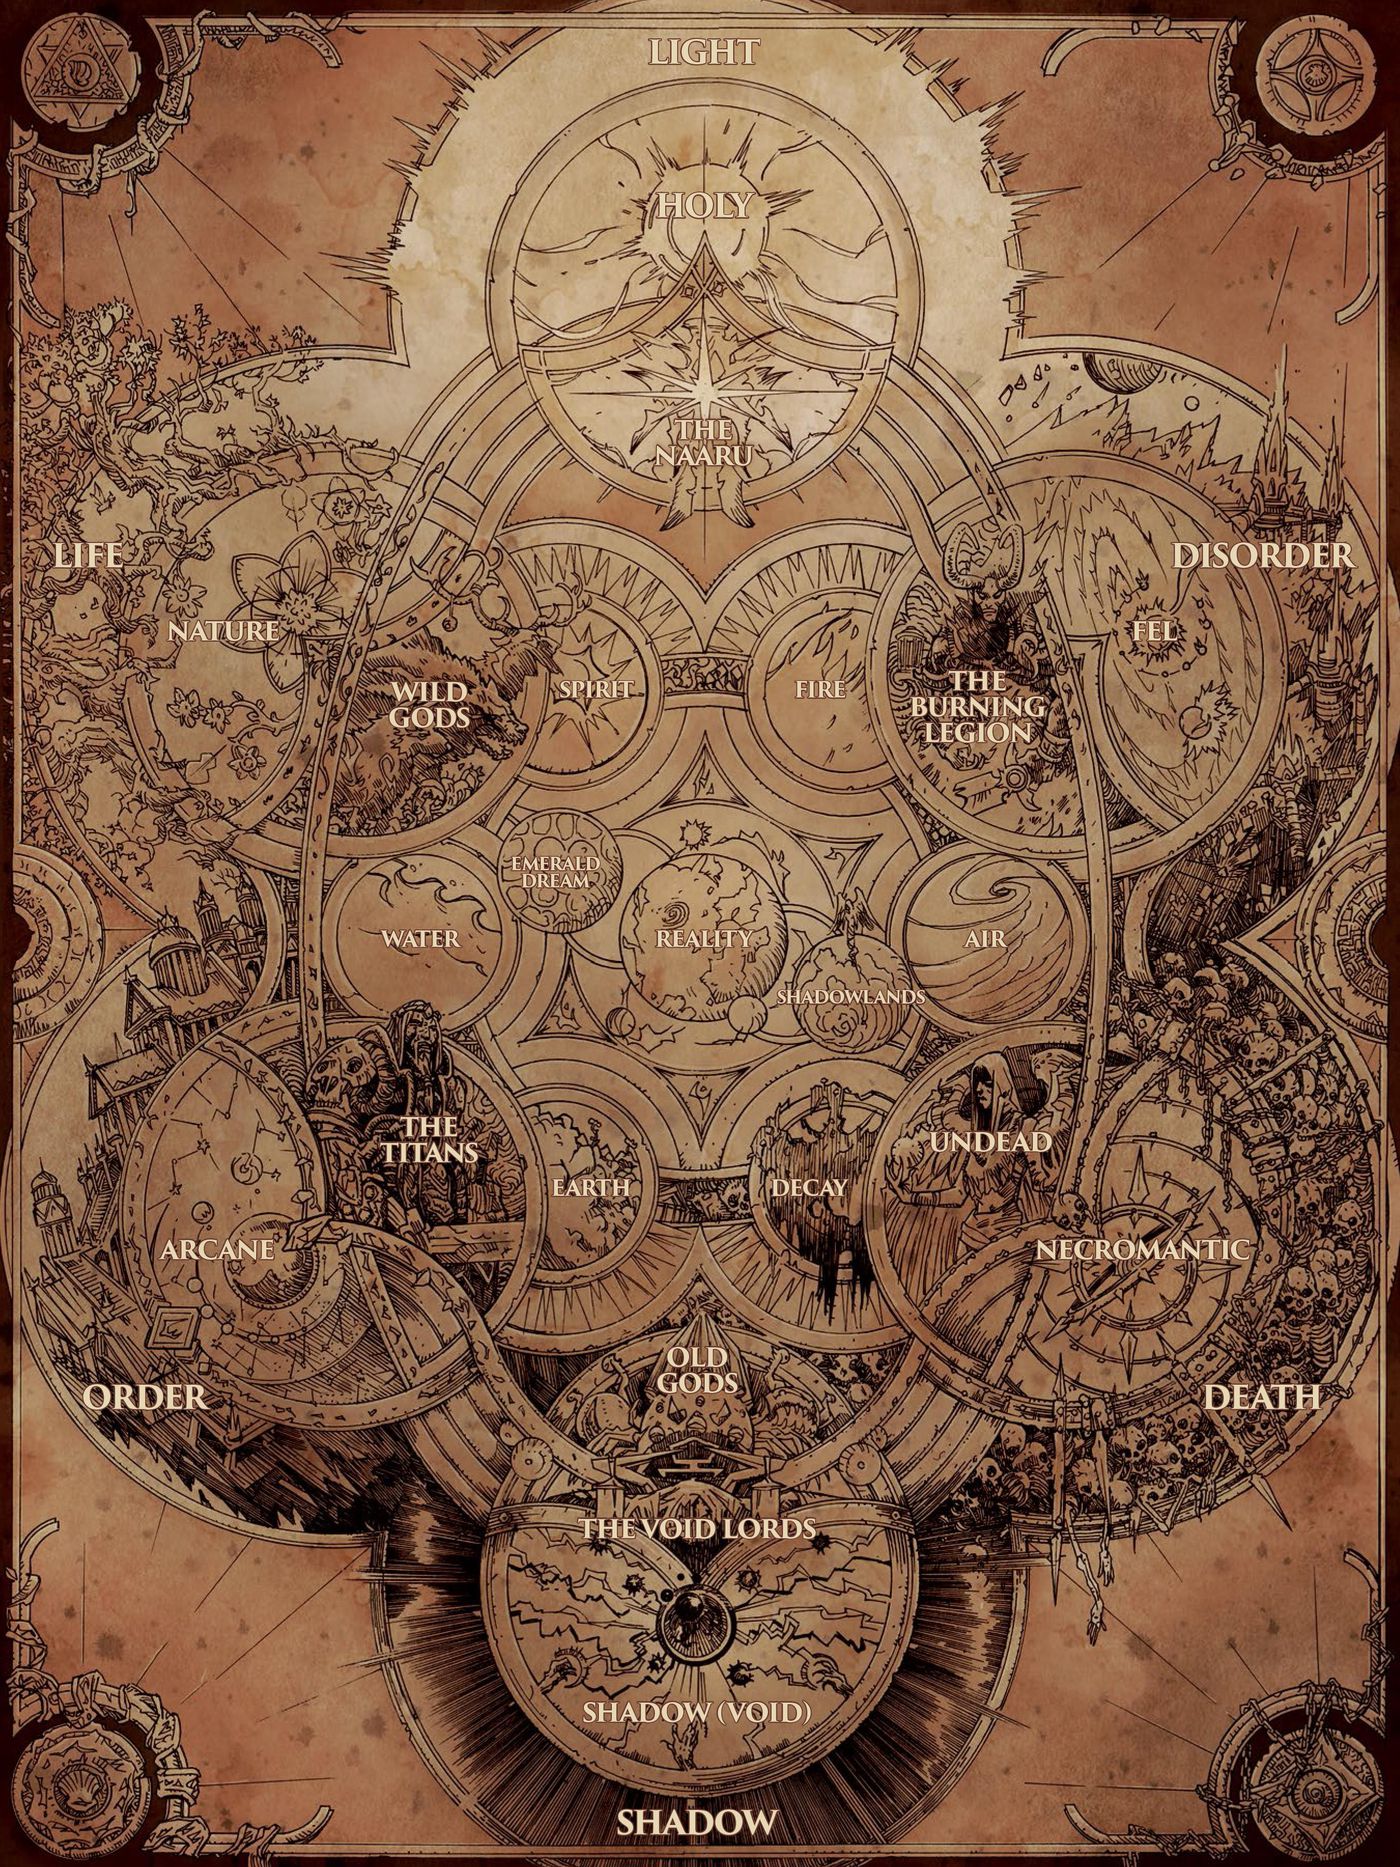 LIGHT
HOLY
THE
NAARU
LIFE
DISORDER
NATURE
FEL
WILD
GODS
SPIRIT
FIRE
THE
BURNING
LEGION
EMERALD
DREAM
WATER
REALITY
AIR
SHADOWLANDS
THE
TITANS
UNDEAD
EARTH
DECAY
ARCANE
NECROMANTIC
OLD
GODS
ORDER
DEATH
THE VOID LORDS
SHADOW (VOID)
SHADOW